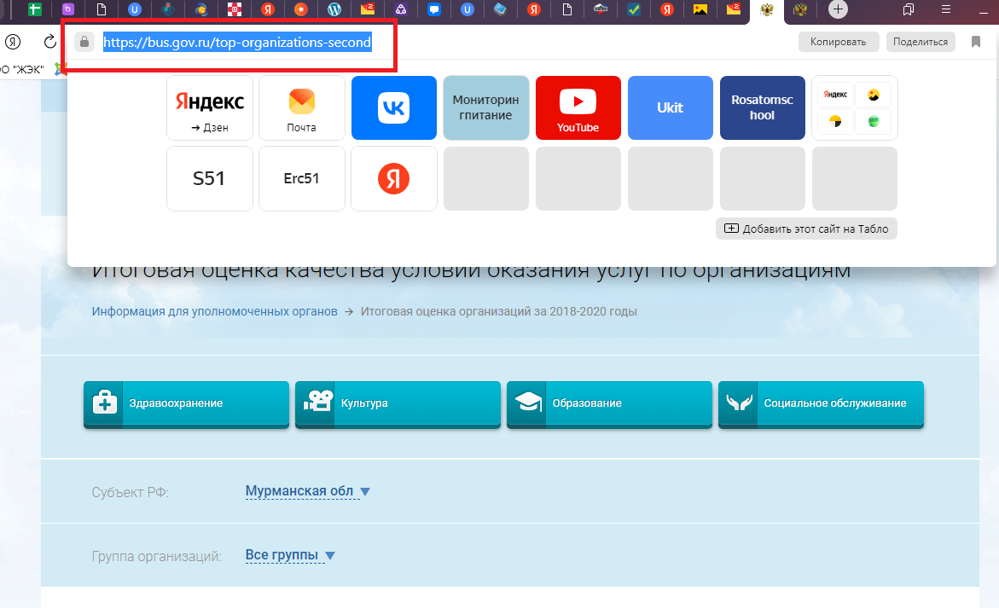 https://bus.gov.ru/top-organizations-second
Копировать
Поделиться
"ЖЭК"
Яндекс
→ Дзен
Почта
Мониторин
гпитание
YouTube
Ukit
Rosatomsc
hool
Яндекс
S51
Erc51
Я
Добавить этот сайт на Табло
Итоговая оценка качества условий оказания услуг по организациям
Информация для уполномоченных органов → Итоговая оценка организаций за 2018-2020 годы
Здравоохранение
Культура
Образование
Социальное обслуживание
Субъект РФ:
Мурманская обл
Группа организаций:
Все группы